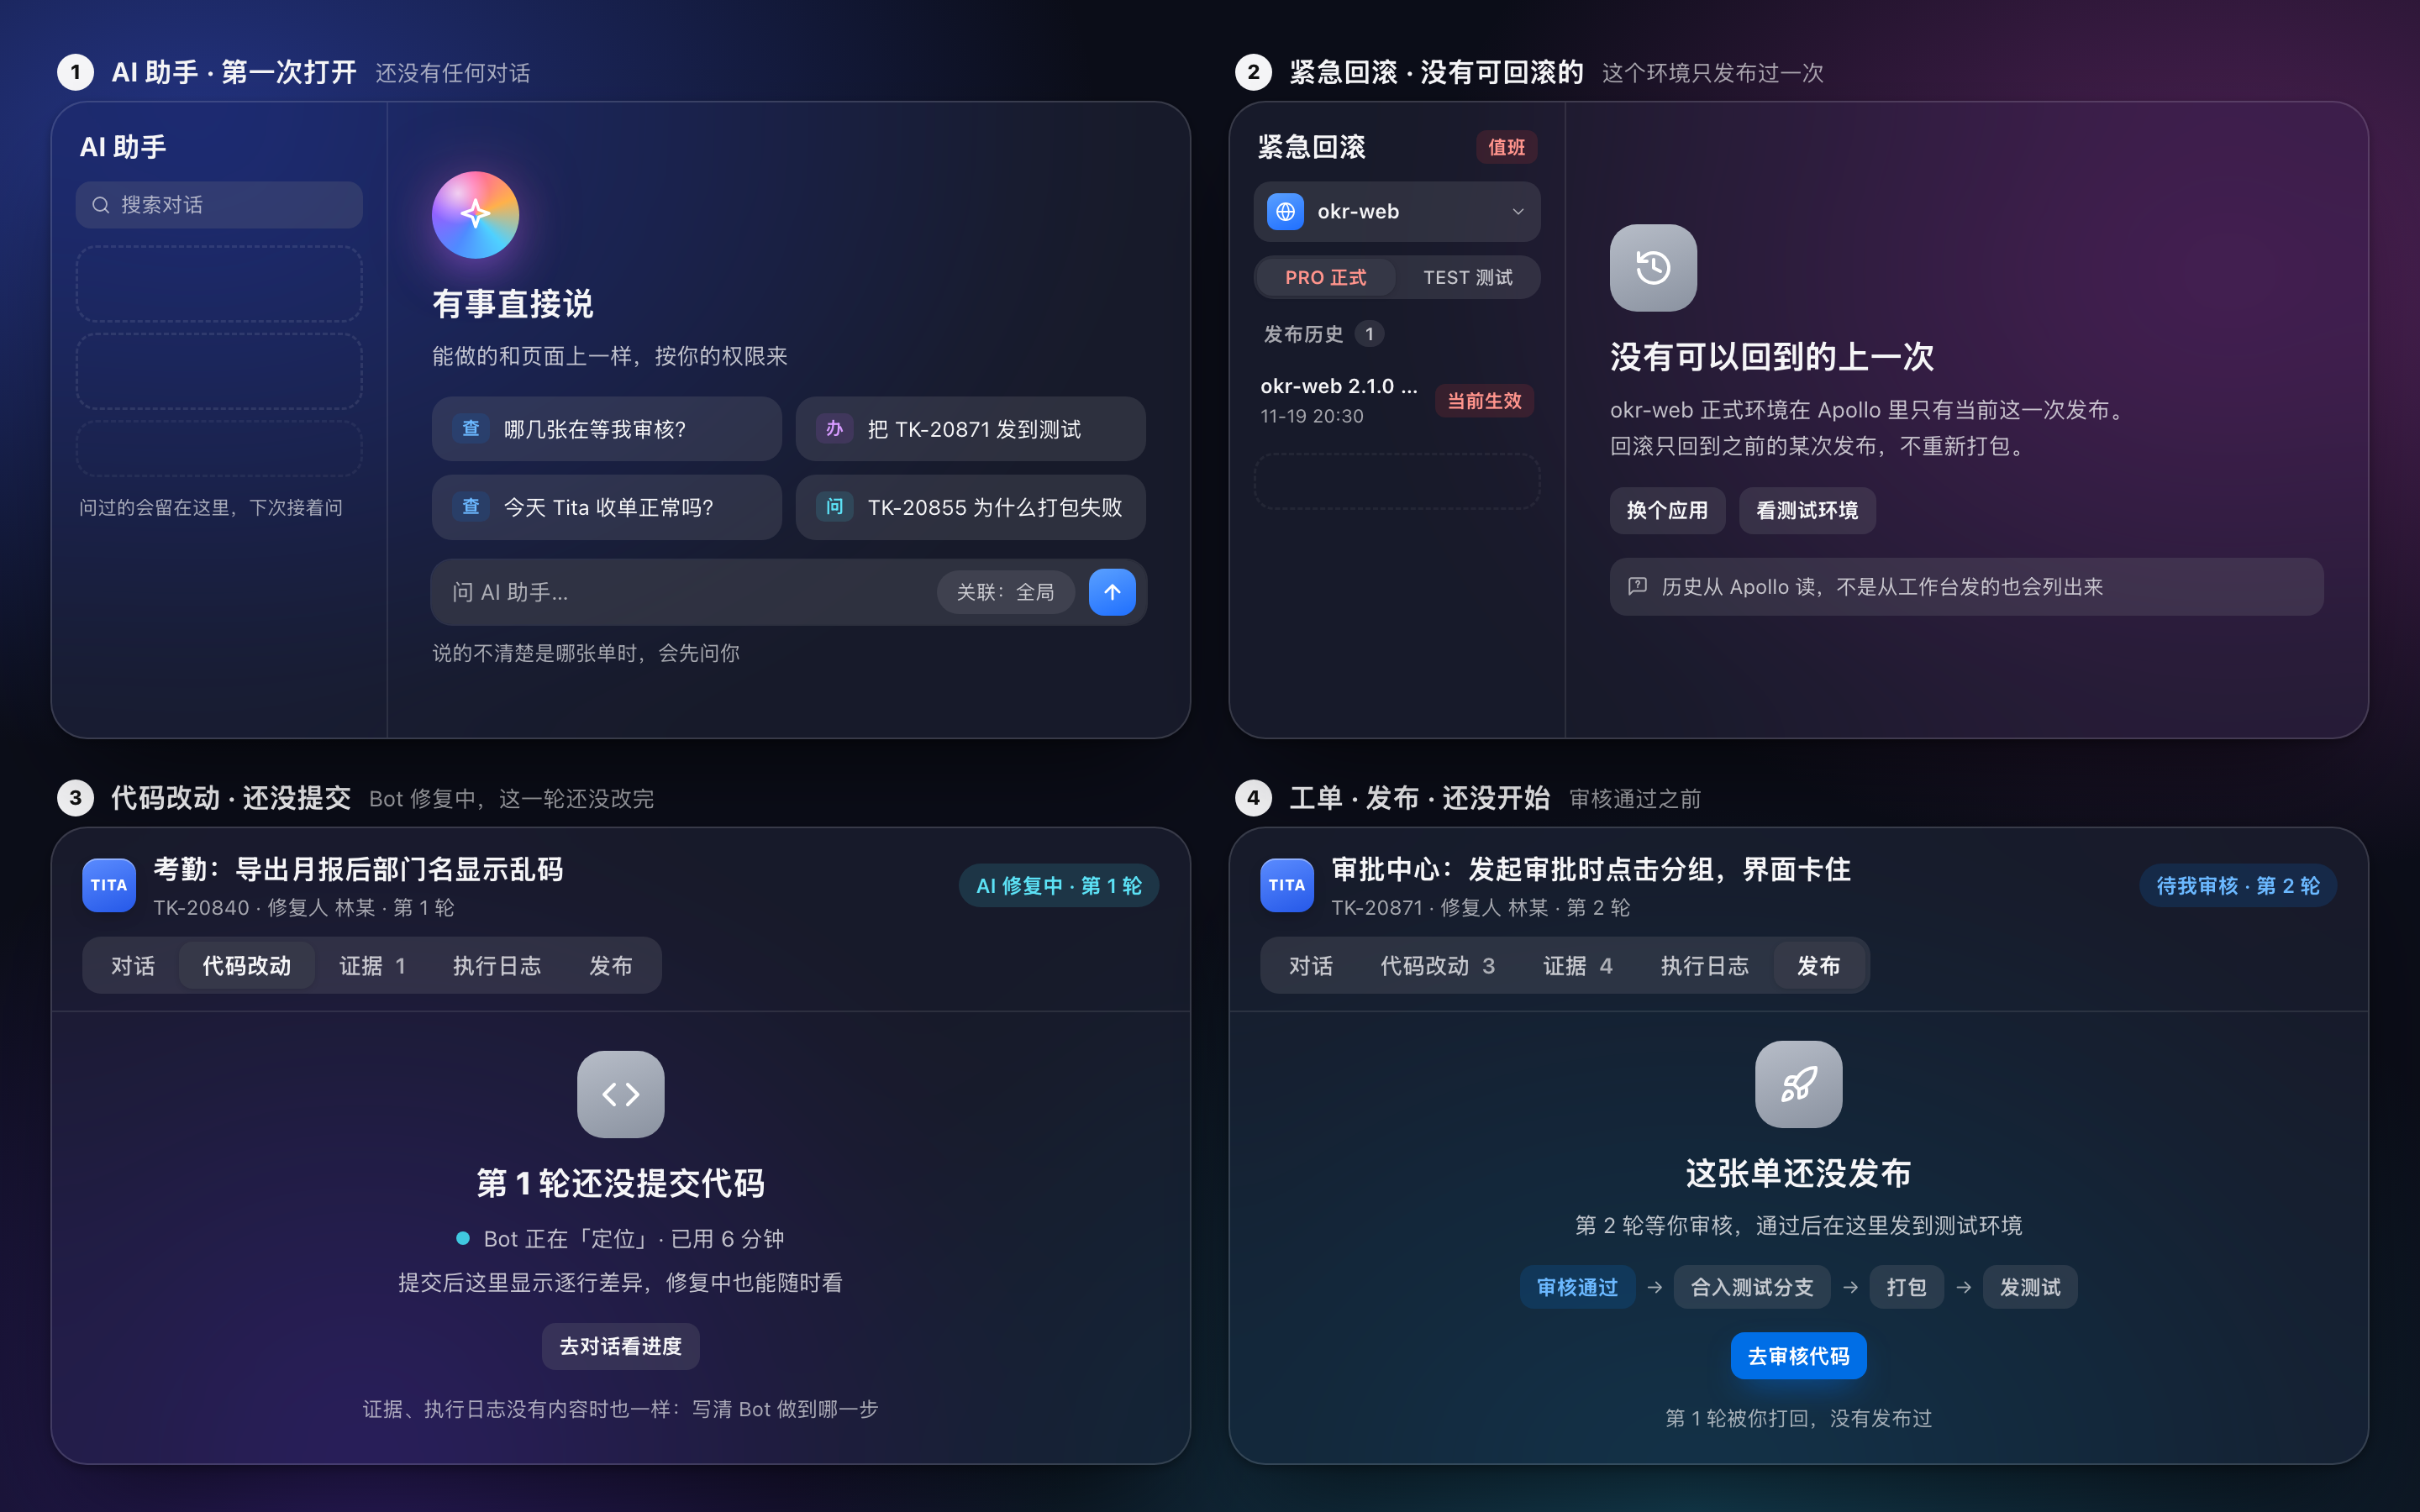 1 AI 助手 · 第一次打开 还没有任何对话
AI 助手
搜索对话
问过的会留在这里，下次接着问
有事直接说
能做的和页面上一样，按你的权限来
查 哪几张在等我审核？
办 把 TK-20871 发到测试
查 今天 Tita 收单正常吗？
问 TK-20855 为什么打包失败
问 AI 助手...
关联：全局
说的不清楚是哪张单时，会先问你
2 紧急回滚 · 没有可回滚的 这个环境只发布过一次
紧急回滚 值班
okr-web
PRO 正式 TEST 测试
发布历史 1
okr-web 2.1.0 ...
11-19 20:30
当前生效
没有可以回到的上一次
okr-web 正式环境在 Apollo 里只有当前这一次发布。
回滚只回到之前的某次发布，不重新打包。
换个应用 看测试环境
历史从 Apollo 读，不是从工作台发的也会列出来
3 代码改动 · 还没提交 Bot 修复中，这一轮还没改完
TITA
考勤：导出月报后部门名显示乱码
TK-20840 · 修复人 林某 · 第 1 轮
AI 修复中 · 第 1 轮
对话 代码改动 证据 1 执行日志 发布
第 1 轮还没提交代码
Bot 正在「定位」· 已用 6 分钟
提交后这里显示逐行差异，修复中也能随时看
去对话看进度
证据、执行日志没有内容时也一样：写清 Bot 做到哪一步
4 工单 · 发布 · 还没开始 审核通过之前
TITA
审批中心：发起审批时点击分组，界面卡住
TK-20871 · 修复人 林某 · 第 2 轮
待我审核 · 第 2 轮
对话 代码改动 3 证据 4 执行日志 发布
这张单还没发布
第 2 轮等你审核，通过后在这里发到测试环境
审核通过 → 合入测试分支 → 打包 → 发测试
去审核代码
第 1 轮被你打回，没有发布过